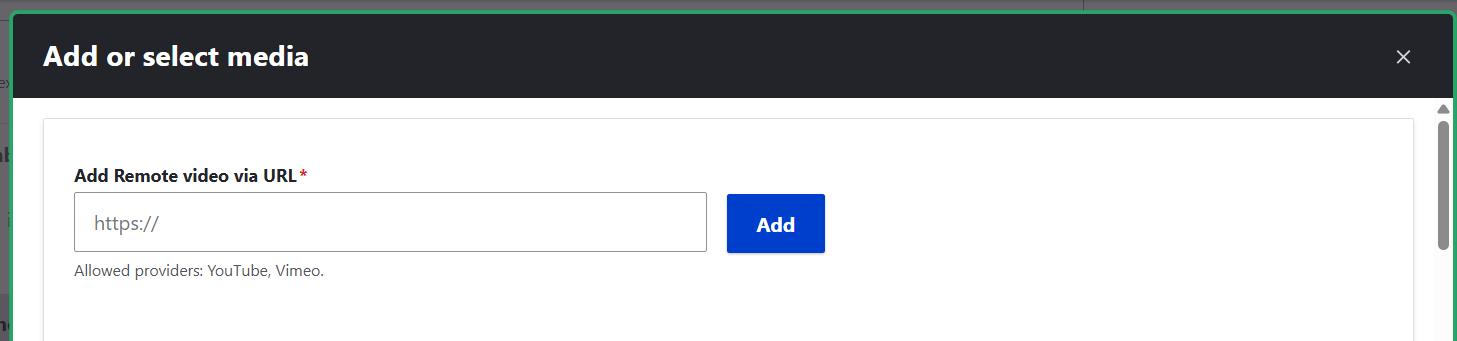 Add or select media
Add Remote video via URL*
https://
Add
Allowed providers: YouTube, Vimeo.